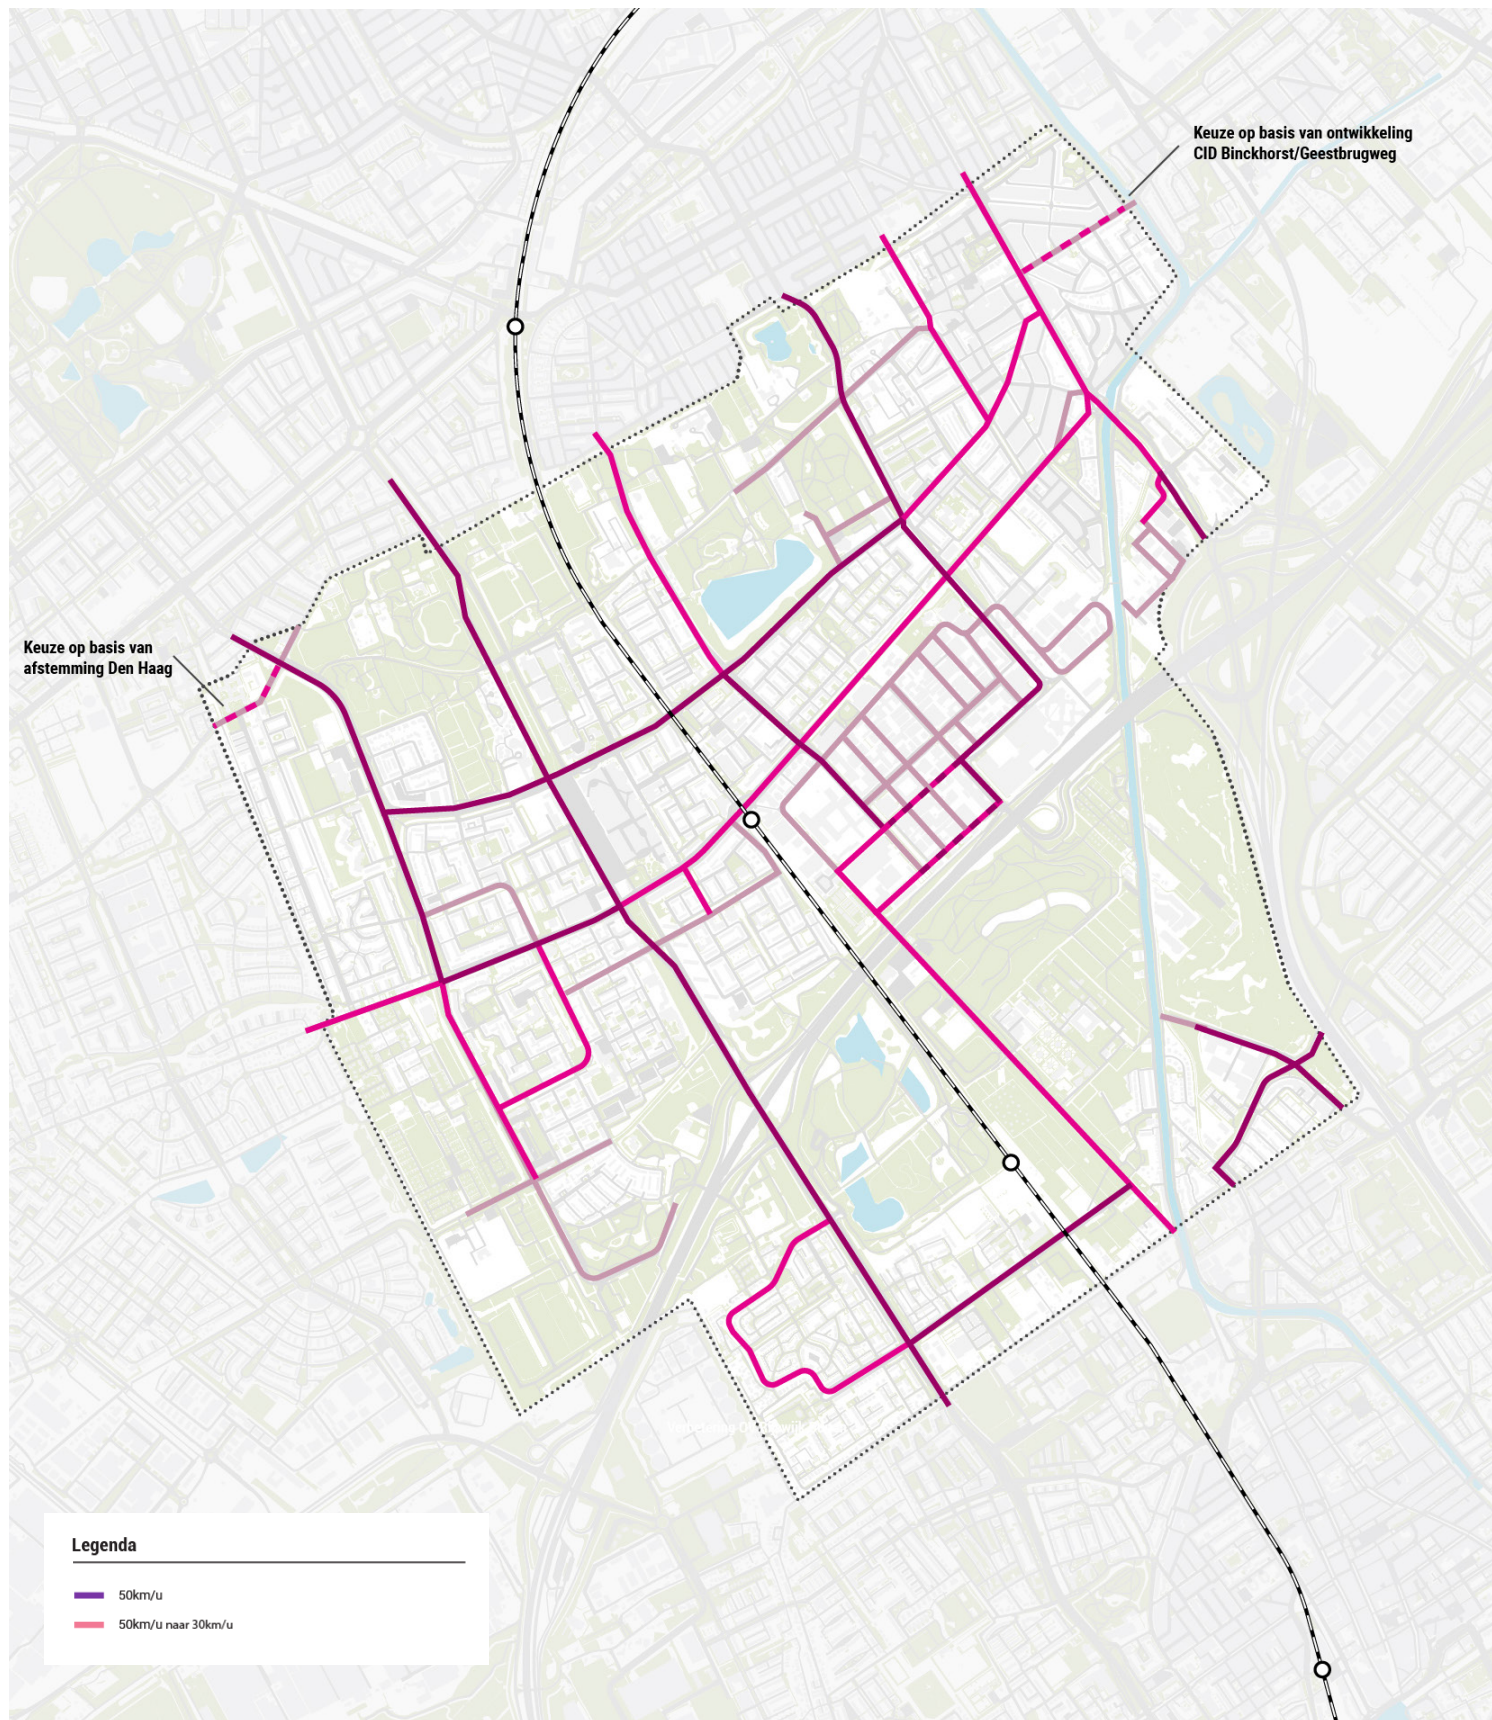 Keuze op basis van ontwikkeling
CID Binckhorst/Geestbrugweg
Keuze op basis van
afstemming Den Haag
Legenda
50km/u
50km/u naar 30km/u